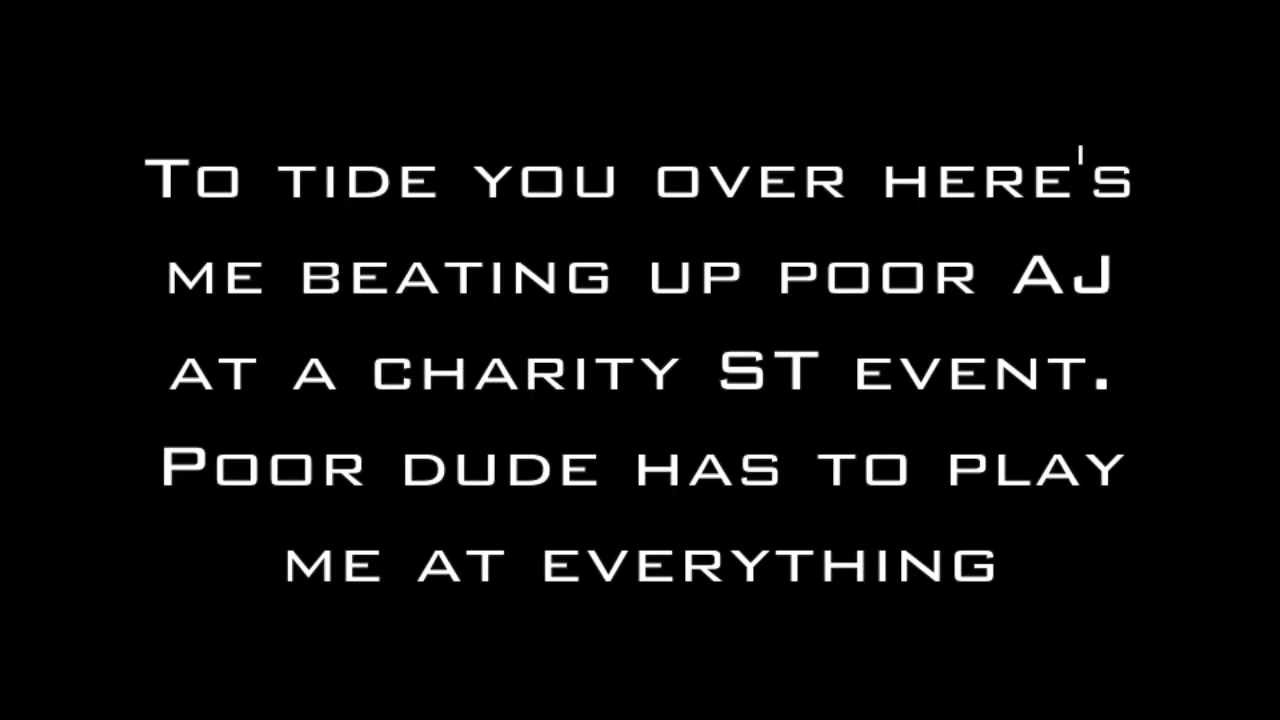 To tide you over here's
me beating up poor AJ
at a charity ST event.
Poor dude has to play
me at everything